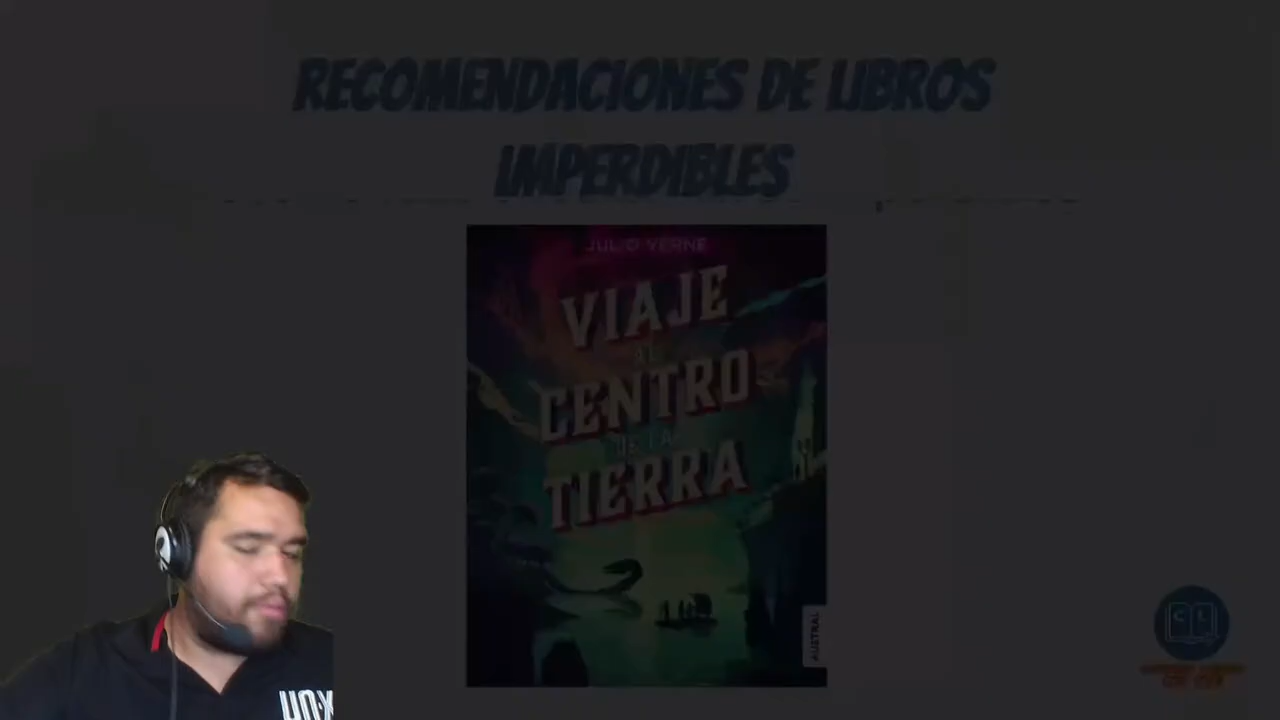 RECOMENDACIONES DE LIBROS
IMPERDIBLES
JULIO VERNE
VIAJE
AL
CENTRO
DE LA
TIERRA
AUSTRAL
C L